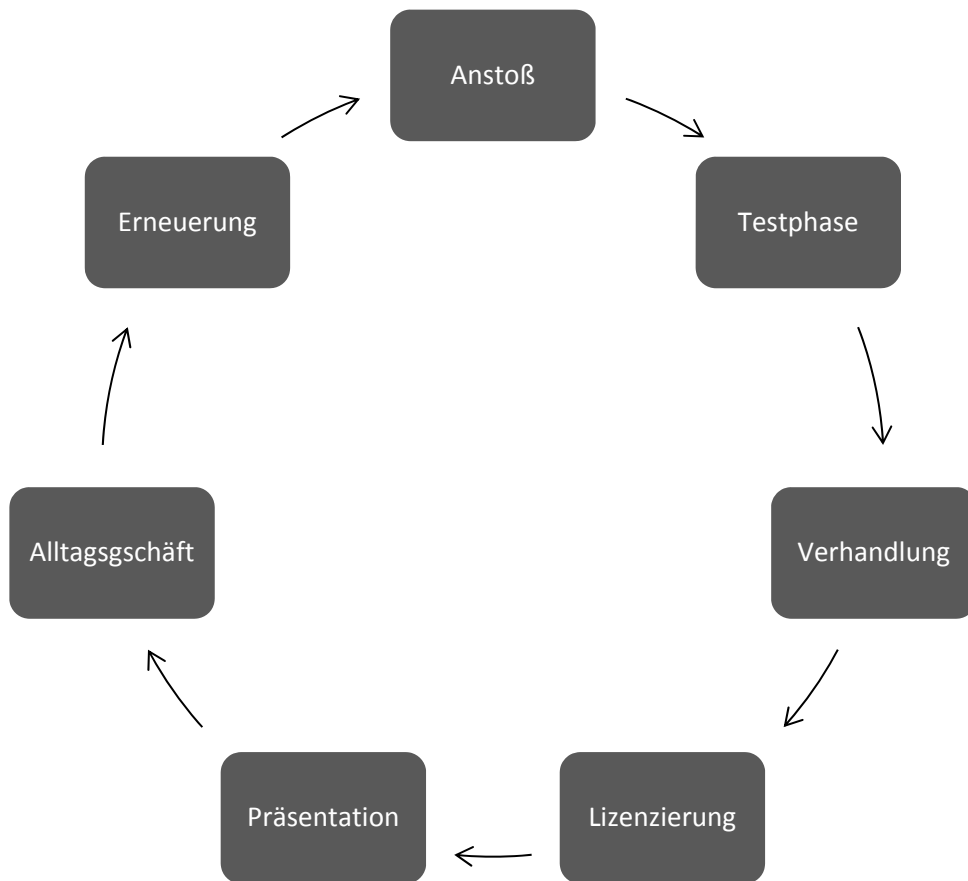 Anstoß
Testphase
Verhandlung
Lizenzierung
Präsentation
Alltagsgschäft
Erneuerung